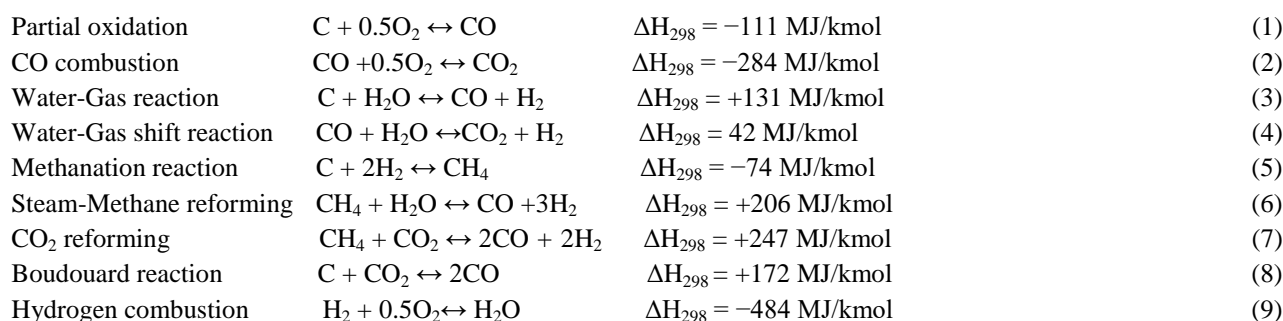 Partial oxidation C + 0.5O₂ ↔ CO ΔH₂₉₈ = −111 MJ/kmol (1)
CO combustion CO +0.5O₂ ↔ CO₂ ΔH₂₉₈ = −284 MJ/kmol (2)
Water-Gas reaction C + H₂O ↔ CO + H₂ ΔH₂₉₈ = +131 MJ/kmol (3)
Water-Gas shift reaction CO + H₂O ↔CO₂ + H₂ ΔH₂₉₈ = 42 MJ/kmol (4)
Methanation reaction C + 2H₂ ↔ CH₄ ΔH₂₉₈ = −74 MJ/kmol (5)
Steam-Methane reforming CH₄ + H₂O ↔ CO +3H₂ ΔH₂₉₈ = +206 MJ/kmol (6)
CO₂ reforming CH₄ + CO₂ ↔ 2CO + 2H₂ ΔH₂₉₈ = +247 MJ/kmol (7)
Boudouard reaction C + CO₂ ↔ 2CO ΔH₂₉₈ = +172 MJ/kmol (8)
Hydrogen combustion H₂ + 0.5O₂↔ H₂O ΔH₂₉₈ = −484 MJ/kmol (9)